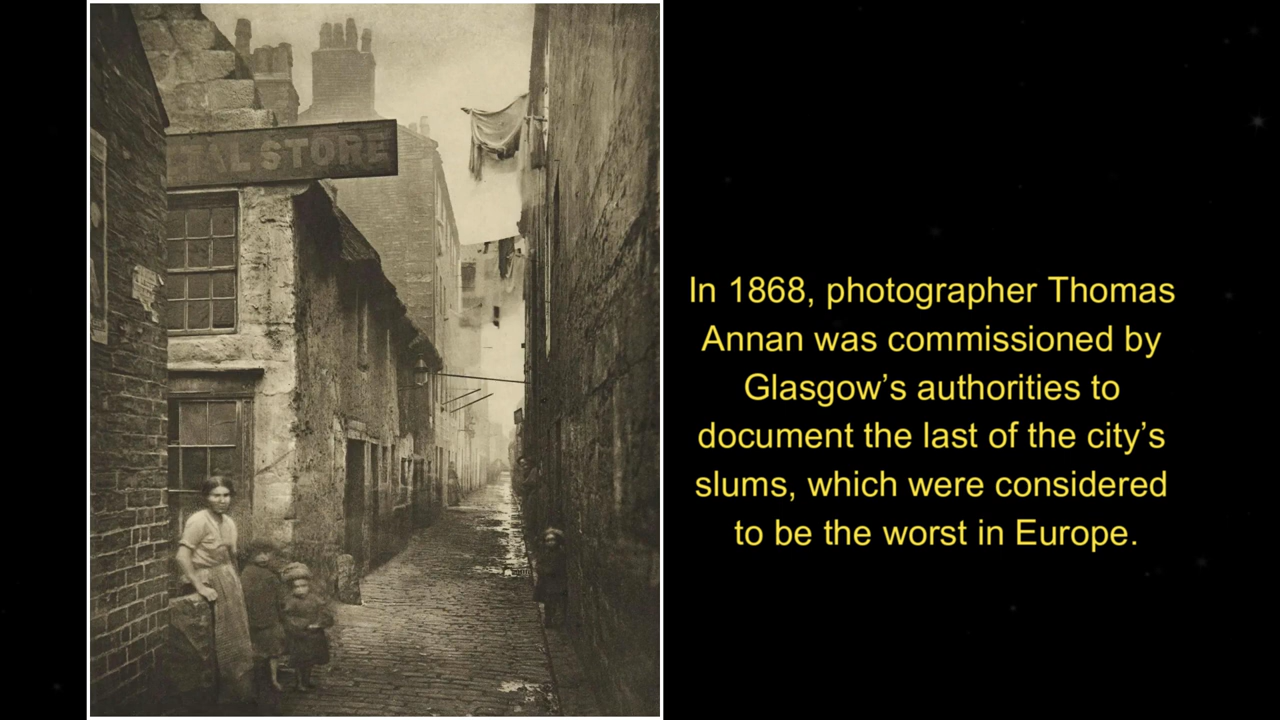 TAL STORE
In 1868, photographer Thomas
Annan was commissioned by
Glasgow’s authorities to
document the last of the city’s
slums, which were considered
to be the worst in Europe.